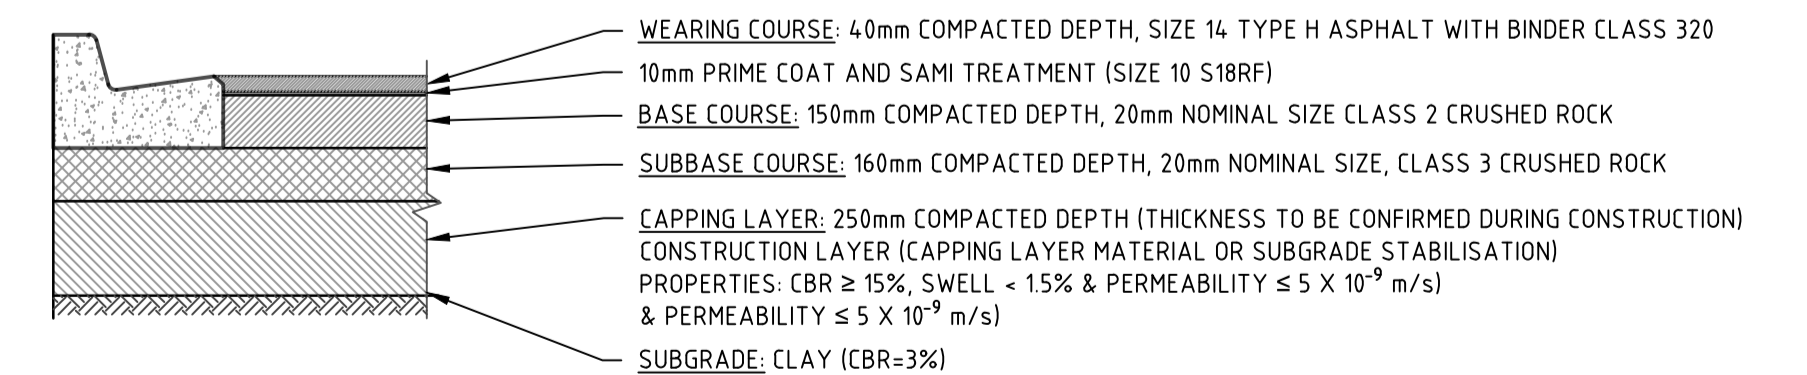 WEARING COURSE: 40mm COMPACTED DEPTH, SIZE 14 TYPE H ASPHALT WITH BINDER CLASS 320
10mm PRIME COAT AND SAMI TREATMENT (SIZE 10 S18RF)
BASE COURSE: 150mm COMPACTED DEPTH, 20mm NOMINAL SIZE CLASS 2 CRUSHED ROCK
SUBBASE COURSE: 160mm COMPACTED DEPTH, 20mm NOMINAL SIZE, CLASS 3 CRUSHED ROCK
CAPPING LAYER: 250mm COMPACTED DEPTH (THICKNESS TO BE CONFIRMED DURING CONSTRUCTION)
CONSTRUCTION LAYER (CAPPING LAYER MATERIAL OR SUBGRADE STABILISATION)
PROPERTIES: CBR ≥ 15%, SWELL < 1.5% & PERMEABILITY ≤ 5 X 10⁻⁹ m/s)
& PERMEABILITY ≤ 5 X 10⁻⁹ m/s)
SUBGRADE: CLAY (CBR=3%)